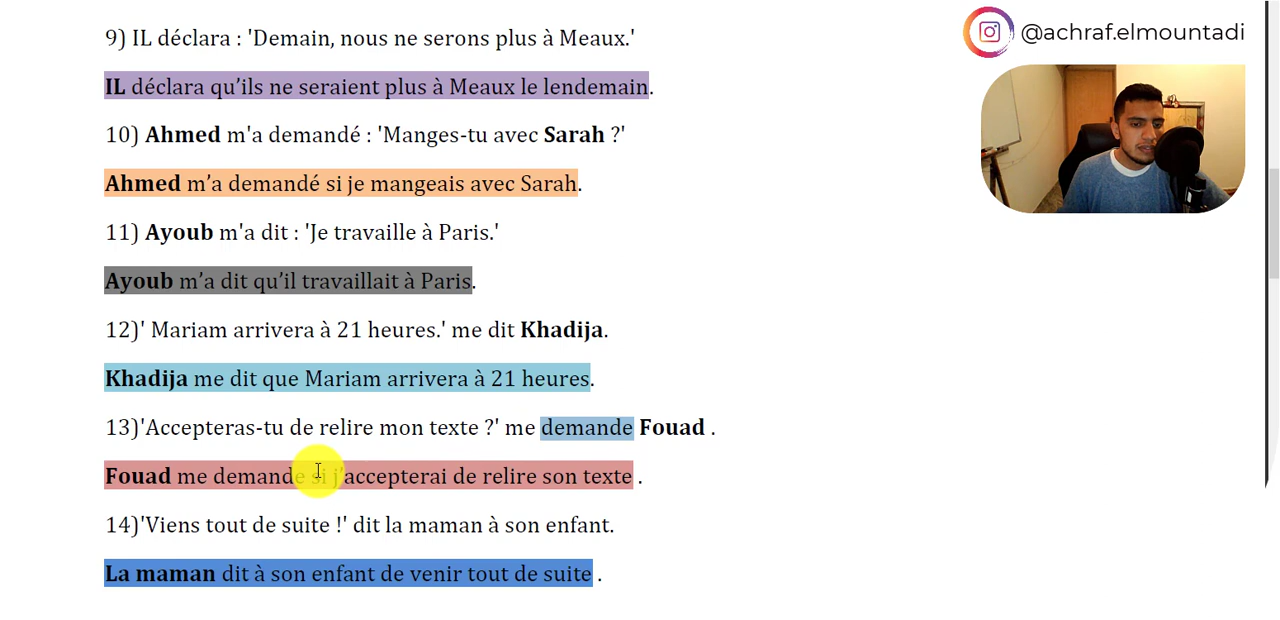 @achraf.elmountadi
9) IL déclara : 'Demain, nous ne serons plus à Meaux.'
IL déclara qu’ils ne seraient plus à Meaux le lendemain.
10) Ahmed m'a demandé : 'Manges-tu avec Sarah ?'
Ahmed m’a demandé si je mangeais avec Sarah.
11) Ayoub m'a dit : 'Je travaille à Paris.'
Ayoub m’a dit qu’il travaillait à Paris.
12)' Mariam arrivera à 21 heures.' me dit Khadija.
Khadija me dit que Mariam arrivera à 21 heures.
13)'Accepteras-tu de relire mon texte ?' me demande Fouad .
Fouad me demande si j’accepterai de relire son texte .
14)'Viens tout de suite !' dit la maman à son enfant.
La maman dit à son enfant de venir tout de suite .